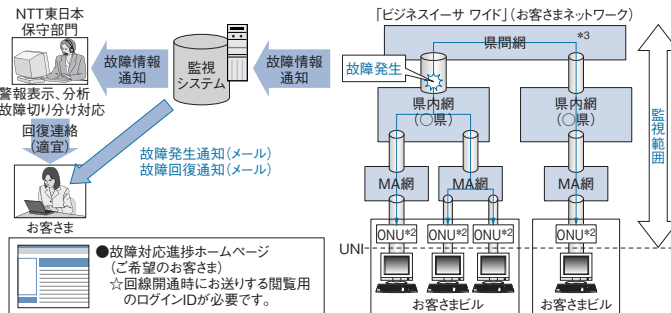 NTT東日本
保守部門
故障情報
通知
監視
システム
故障情報
通知
警報表示、分析
故障切り分け対応
回復連絡
(適宜)
故障発生通知(メール)
故障回復通知(メール)
お客さま
●故障対応進捗ホームページ
(ご希望のお客さま)
☆回線開通時にお送りする閲覧用
のログインIDが必要です。
「ビジネスイーサ ワイド」(お客さまネットワーク)
県間網
*3
故障発生
県内網
(○県)
県内網
(○県)
監視範囲
MA網
MA網
MA網
ONU*2
ONU*2
ONU*2
ONU*2
UNI
お客さまビル
お客さまビル